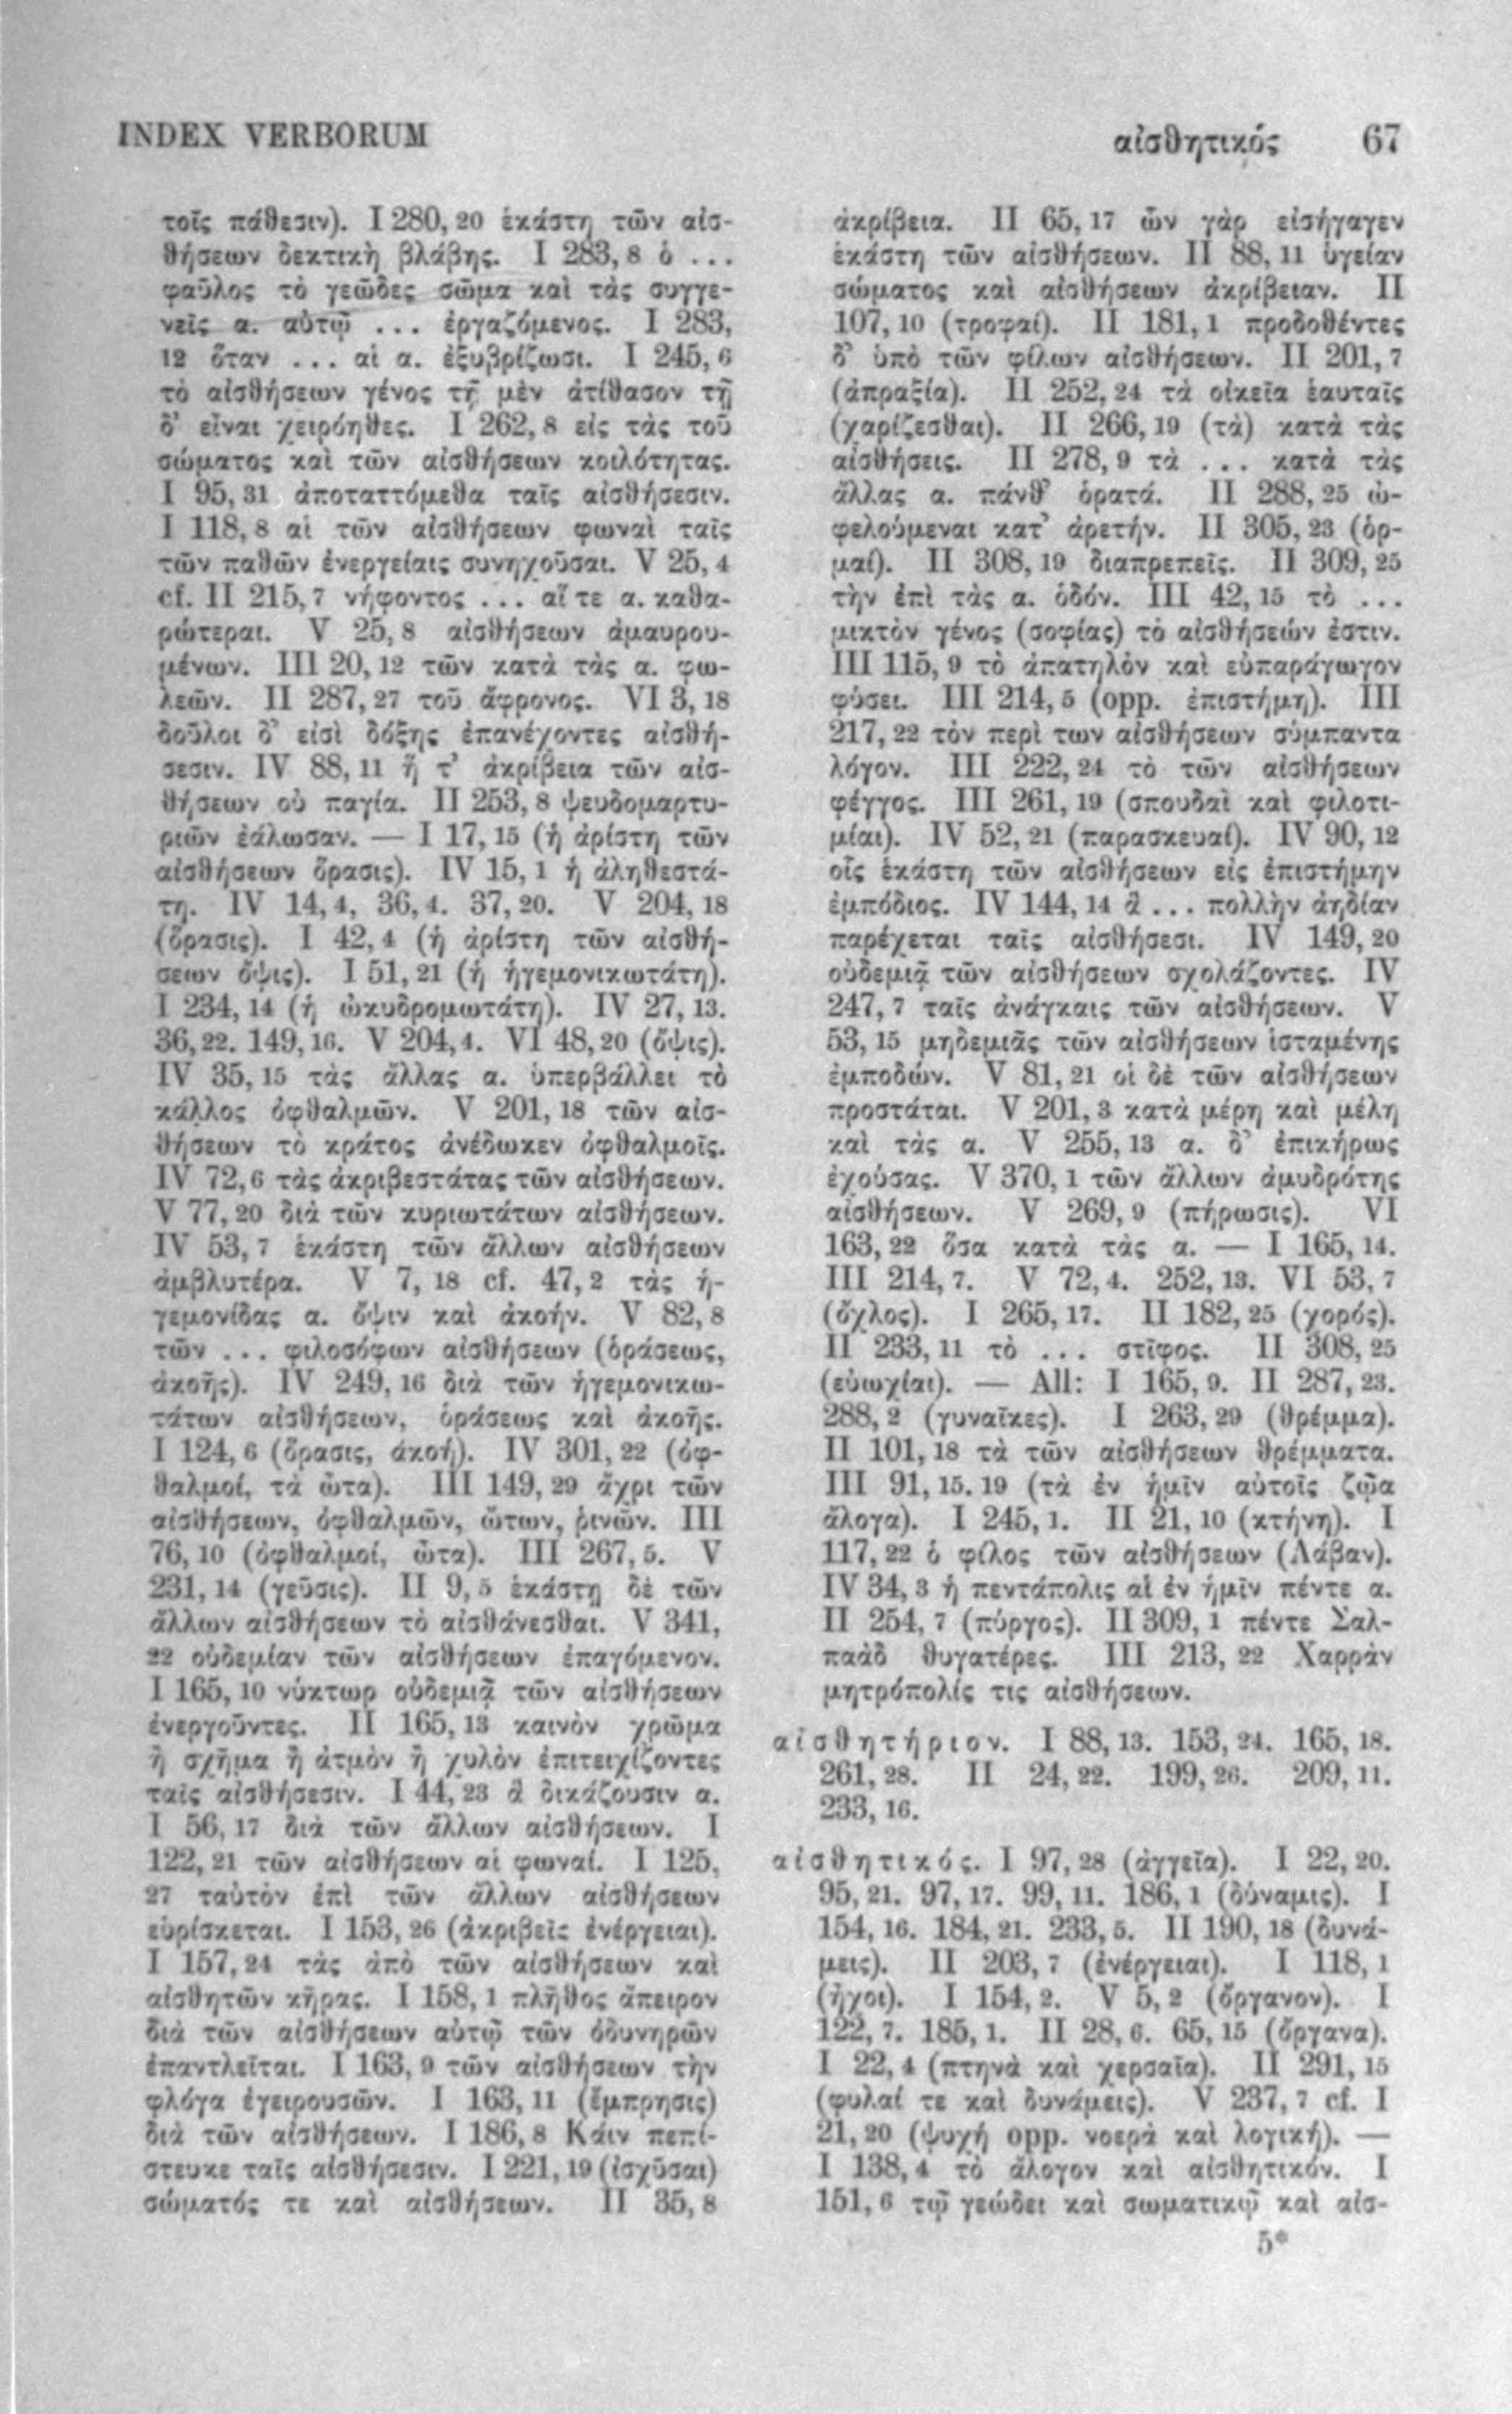 INDEX VERBORUM
αἰσθητικός 67
τοῖς πάθεσιν). I 280, 20 ἑκάστη τῶν αἰσ-
θήσεων δεκτικὴ βλάβης. I 283, 8 ὁ ...
φαῦλος τὸ γεῶδες σῶμα καὶ τὰς συγγε-
νεῖς α. αὐτῷ ... ἐργαζόμενος. I 283,
12 ὅταν ... αἱ α. ἐξυβρίζωσι. I 245, 6
τὸ αἰσθήσεων γένος τῇ μὲν ἀτίθασον τῇ
δ’ εἶναι χειρόηθες. I 262, 8 εἰς τὰς τοῦ
σώματος καὶ τῶν αἰσθήσεων κοιλότητας.
I 95, 31 ἀποταττόμεθα ταῖς αἰσθήσεσιν.
I 118, 8 αἱ τῶν αἰσθήσεων φωναὶ ταῖς
τῶν παθῶν ἐνεργείαις συνηχοῦσαι. V 25, 4
cf. II 215, 7 νήφοντος ... αἵ τε α. καθα-
ρώτεραι. V 25, 8 αἰσθήσεων ἀμαυρου-
μένων. III 20, 12 τῶν κατὰ τὰς α. φω-
λεῶν. II 287, 27 τοῦ ἄφρονος. VI 3, 18
δοῦλοι δ’ εἰσὶ δόξης ἐπανέχοντες αἰσθή-
σεσιν. IV 88, 11 ἥ τ’ ἀκρίβεια τῶν αἰσ-
θήσεων οὐ παγία. II 253, 8 ψευδομαρτυ-
ριῶν ἑάλωσαν. — I 17, 15 (ἡ ἀρίστη τῶν
αἰσθήσεων ὅρασις). IV 15, 1 ἡ ἀληθεστά-
τη. IV 14, 4, 36, 4. 37, 20. V 204, 18
(ὅρασις). I 42, 4 (ἡ ἀρίστη τῶν αἰσθή-
σεων ὄψις). I 51, 21 (ἡ ἡγεμονικωτάτη).
I 234, 14 (ἡ ὠκυδρομωτάτη). IV 27, 13.
36, 22. 149, 16. V 204, 4. VI 48, 20 (ὄψις).
IV 35, 15 τὰς ἄλλας α. ὑπερβάλλει τὸ
κάλλος ὀφθαλμῶν. V 201, 18 τῶν αἰσ-
θήσεων τὸ κράτος ἀνέδωκεν ὀφθαλμοῖς.
IV 72, 6 τὰς ἀκριβεστάτας τῶν αἰσθήσεων.
V 77, 20 διὰ τῶν κυριωτάτων αἰσθήσεων.
IV 53, 7 ἑκάστη τῶν ἄλλων αἰσθήσεων
ἀμβλυτέρα. V 7, 18 cf. 47, 2 τὰς ἡ-
γεμονίδας α. ὄψιν καὶ ἀκοήν. V 82, 8
τῶν ... φιλοσόφων αἰσθήσεων (ὁράσεως,
ἀκοῆς). IV 249, 16 διὰ τῶν ἡγεμονικω-
τάτων αἰσθήσεων, ὁράσεως καὶ ἀκοῆς.
I 124, 6 (ὅρασις, ἀκοή). IV 301, 22 (ὀφ-
θαλμοί, τὰ ὦτα). III 149, 29 ἄχρι τῶν
αἰσθήσεων, ὀφθαλμῶν, ὤτων, ῥινῶν. III
76, 10 (ὀφθαλμοί, ὦτα). III 267, 5. V
231, 14 (γεῦσις). II 9, 5 ἑκάστῃ δὲ τῶν
ἄλλων αἰσθήσεων τὸ αἰσθάνεσθαι. V 341,
22 οὐδεμίαν τῶν αἰσθήσεων ἐπαγόμενον.
I 165, 10 νύκτωρ οὐδεμιᾷ τῶν αἰσθήσεων
ἐνεργοῦντες. II 165, 13 καινὸν χρῶμα
ἢ σχῆμα ἢ ἀτμὸν ἢ χυλὸν ἐπιτειχίζοντες
ταῖς αἰσθήσεσιν. I 44, 23 ἃ δικάζουσιν α.
I 56, 17 διὰ τῶν ἄλλων αἰσθήσεων. I
122, 21 τῶν αἰσθήσεων αἱ φωναί. I 125,
27 ταὐτὸν ἐπὶ τῶν ἄλλων αἰσθήσεων
εὑρίσκεται. I 153, 26 (ἀκριβεῖς ἐνέργειαι).
I 157, 24 τὰς ἀπὸ τῶν αἰσθήσεων καὶ
αἰσθητῶν κῆρας. I 158, 1 πλῆθος ἄπειρον
διὰ τῶν αἰσθήσεων αὐτῷ τῶν ὀδυνηρῶν
ἐπαντλεῖται. I 163, 9 τῶν αἰσθήσεων τὴν
φλόγα ἐγειρουσῶν. I 163, 11 (ἔμπρησις)
διὰ τῶν αἰσθήσεων. I 186, 8 Κάιν πεπί-
στευκε ταῖς αἰσθήσεσιν. I 221, 19 (ἰσχῦσαι)
σώματός τε καὶ αἰσθήσεων. II 35, 8
ἀκρίβεια. II 65, 17 ὧν γὰρ εἰσήγαγεν
ἑκάστη τῶν αἰσθήσεων. II 88, 11 ὑγείαν
σώματος καὶ αἰσθήσεων ἀκρίβειαν. II
107, 10 (τροφαί). II 181, 1 προδοθέντες
δ’ ὑπὸ τῶν φίλων αἰσθήσεων. II 201, 7
(ἀπραξία). II 252, 24 τὰ οἰκεῖα ἑαυταῖς
(χαρίζεσθαι). II 266, 19 (τὰ) κατὰ τὰς
αἰσθήσεις. II 278, 9 τὰ ... κατὰ τὰς
ἄλλας α. πάνθ’ ὁρατά. II 288, 25 ὠ-
φελούμεναι κατ’ ἀρετήν. II 305, 23 (ὁρ-
μαί). II 308, 19 διαπρεπεῖς. II 309, 25
τὴν ἐπὶ τὰς α. ὁδόν. III 42, 15 τὸ ...
μικτὸν γένος (σοφίας) τὸ αἰσθήσεών ἐστιν.
III 115, 9 τὸ ἀπατηλὸν καὶ εὐπαράγωγον
φύσει. III 214, 5 (opp. ἐπιστήμη). III
217, 22 τὸν περὶ των αἰσθήσεων σύμπαντα
λόγον. III 222, 24 τὸ τῶν αἰσθήσεων
φέγγος. III 261, 19 (σπουδαὶ καὶ φιλοτι-
μίαι). IV 52, 21 (παρασκευαί). IV 90, 12
οἷς ἑκάστη τῶν αἰσθήσεων εἰς ἐπιστήμην
ἐμπόδιος. IV 144, 14 ἃ ... πολλὴν ἀηδίαν
παρέχεται ταῖς αἰσθήσεσι. IV 149, 20
οὐδεμιᾷ τῶν αἰσθήσεων σχολάζοντες. IV
247, 7 ταῖς ἀνάγκαις τῶν αἰσθήσεων. V
53, 15 μηδεμιᾶς τῶν αἰσθήσεων ἱσταμένης
ἐμποδών. V 81, 21 οἱ δὲ τῶν αἰσθήσεων
προστάται. V 201, 3 κατὰ μέρη καὶ μέλη
καὶ τὰς α. V 255, 13 α. δ’ ἐπικήρως
ἐχούσας. V 370, 1 τῶν ἄλλων ἀμυδρότης
αἰσθήσεων. V 269, 9 (πήρωσις). VI
163, 22 ὅσα κατὰ τὰς α. — I 165, 14.
III 214, 7. V 72, 4. 252, 13. VI 53, 7
(ὄχλος). I 265, 17. II 182, 25 (χορός).
II 233, 11 τὸ ... στῖφος. II 308, 25
(εὐωχίαι). — All: I 165, 9. II 287, 23.
288, 2 (γυναῖκες). I 263, 29 (θρέμμα).
II 101, 18 τὰ τῶν αἰσθήσεων θρέμματα.
III 91, 15. 19 (τὰ ἐν ἡμῖν αὐτοῖς ζῷα
ἄλογα). I 245, 1. II 21, 10 (κτήνη). I
117, 22 ὁ φίλος τῶν αἰσθήσεων (Λάβαν).
IV 34, 3 ἡ πεντάπολις αἱ ἐν ἡμῖν πέντε α.
II 254, 7 (πύργος). II 309, 1 πέντε Σαλ-
παὰδ θυγατέρες. III 213, 22 Χαρρὰν
μητρόπολίς τις αἰσθήσεων.
αἰσθητήριον. I 88, 13. 153, 24. 165, 18.
261, 28. II 24, 22. 199, 26. 209, 11.
233, 16.
αἰσθητικός. I 97, 28 (ἀγγεῖα). I 22, 20.
95, 21. 97, 17. 99, 11. 186, 1 (δύναμις). I
154, 16. 184, 21. 233, 5. II 190, 18 (δυνά-
μεις). II 203, 7 (ἐνέργειαι). I 118, 1
(ἦχοι). I 154, 2. V 5, 2 (ὄργανον). I
122, 7. 185, 1. II 28, 6. 65, 15 (ὄργανα).
I 22, 4 (πτηνὰ καὶ χερσαῖα). II 291, 15
(φυλαί τε καὶ δυνάμεις). V 237, 7 cf. I
21, 20 (ψυχή opp. νοερὰ καὶ λογική). —
I 138, 4 τὸ ἄλογον καὶ αἰσθητικόν. I
151, 6 τῷ γεώδει καὶ σωματικῷ καὶ αἰσ-
5*